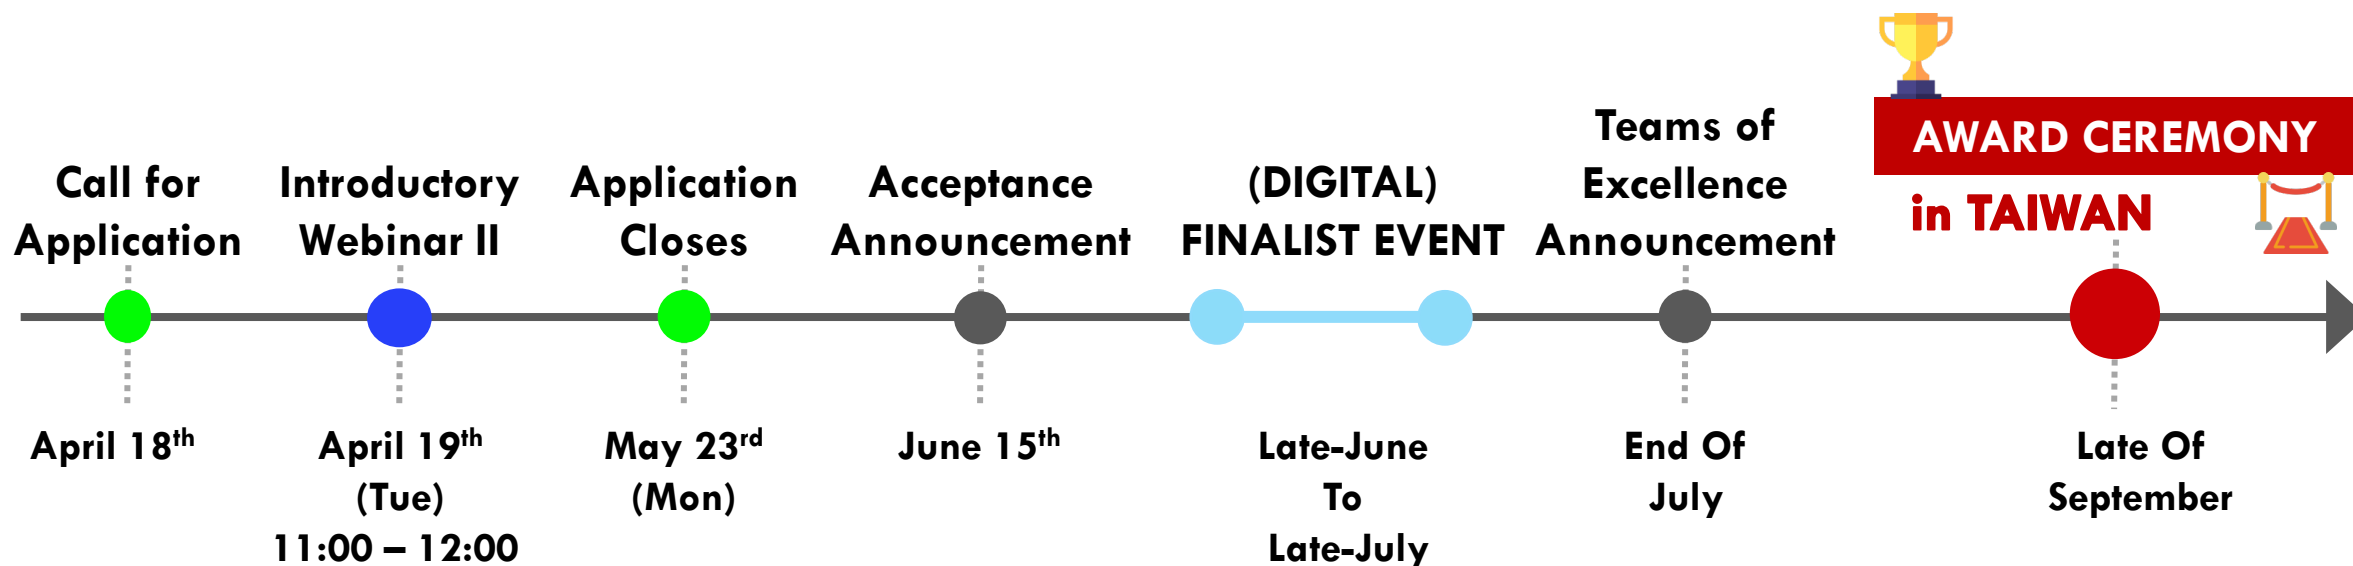 Call for
Application
Introductory
Webinar II
Application
Closes
Acceptance
Announcement
(DIGITAL)
FINALIST EVENT
Teams of
Excellence
Announcement
AWARD CEREMONY
in TAIWAN
April 18th
April 19th
(Tue)
11:00 – 12:00
May 23rd
(Mon)
June 15th
Late-June
To
Late-July
End Of
July
Late Of
September